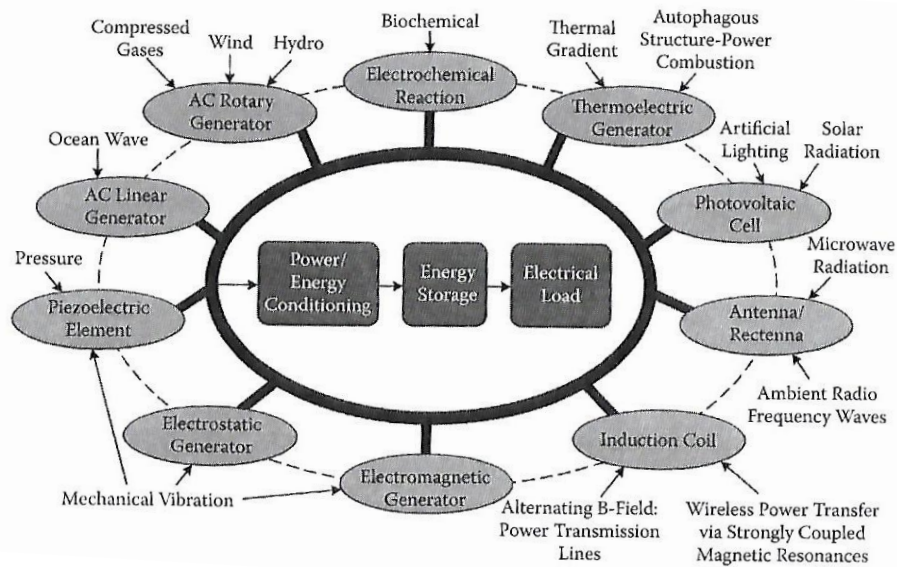 Compressed
Gases
Wind
Hydro
Biochemical
Thermal
Gradient
Autophagous
Structure-Power
Combustion
AC Rotary
Generator
Electrochemical
Reaction
Thermoelectric
Generator
Ocean Wave
Artificial
Lighting
Solar
Radiation
AC Linear
Generator
Photovoltaic
Cell
Pressure
Microwave
Radiation
Power/
Energy
Conditioning
Energy
Storage
Electrical
Load
Piezoelectric
Element
Antenna/
Rectenna
Ambient Radio
Frequency Waves
Electrostatic
Generator
Induction Coil
Electromagnetic
Generator
Mechanical Vibration
Alternating B-Field:
Power Transmission
Lines
Wireless Power Transfer
via Strongly Coupled
Magnetic Resonances